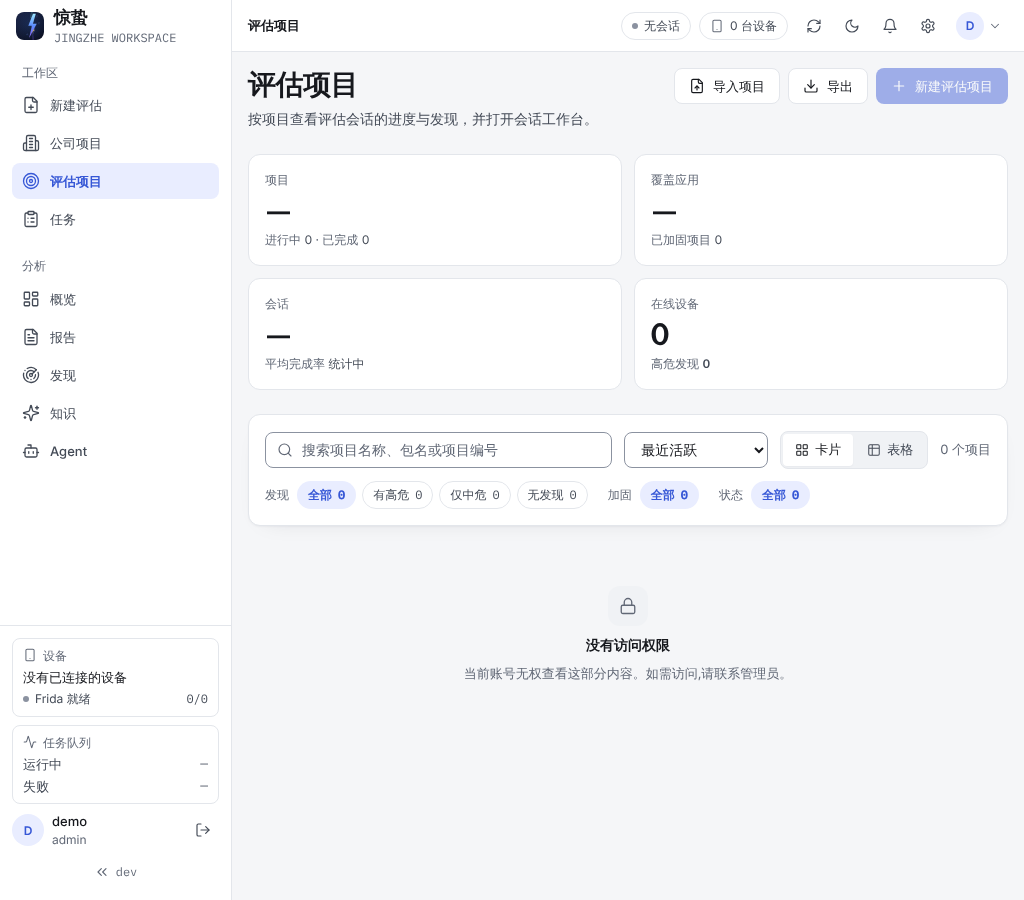 惊蛰
JINGZHE WORKSPACE
工作区
新建评估
公司项目
评估项目
任务
分析
概览
报告
发现
知识
Agent
设备
没有已连接的设备
Frida 就绪 0/0
任务队列
运行中 —
失败 —
D demo
admin
dev
评估项目 无会话 0 台设备 D
评估项目
导入项目 导出 新建评估项目
按项目查看评估会话的进度与发现，并打开会话工作台。
项目
—
进行中 0 · 已完成 0
覆盖应用
—
已加固项目 0
会话
—
平均完成率 统计中
在线设备
0
高危发现 0
搜索项目名称、包名或项目编号 最近活跃 卡片 表格 0 个项目
发现 全部 0 有高危 0 仅中危 0 无发现 0 加固 全部 0 状态 全部 0
没有访问权限
当前账号无权查看这部分内容。如需访问,请联系管理员。